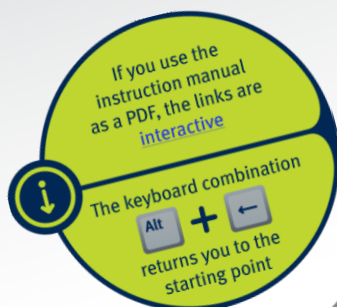 If you use the
instruction manual
as a PDF, the links are
interactive
i
The keyboard combination
Alt + ←
returns you to the
starting point